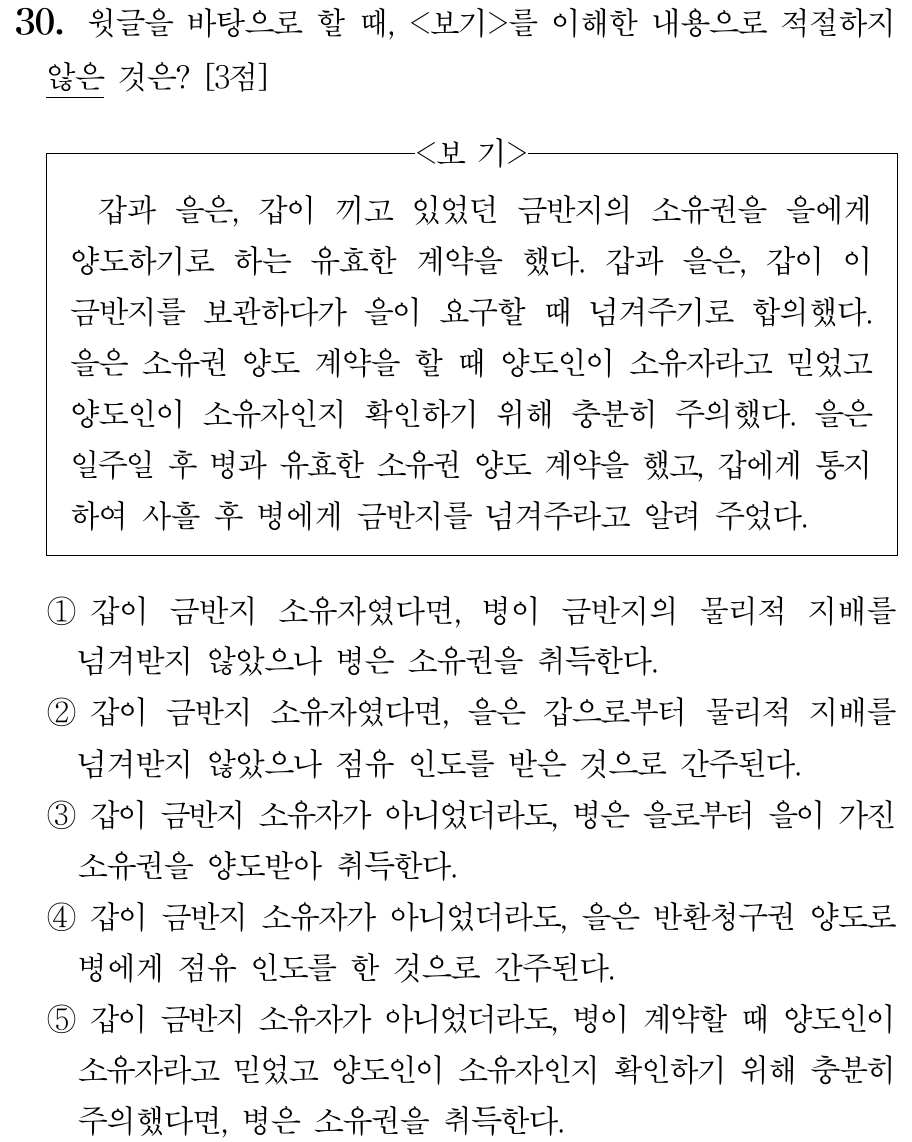 30. 윗글을 바탕으로 할 때, <보기>를 이해한 내용으로 적절하지
않은 것은? [3점]
<보 기>
갑과 을은, 갑이 끼고 있었던 금반지의 소유권을 을에게
양도하기로 하는 유효한 계약을 했다. 갑과 을은, 갑이 이
금반지를 보관하다가 을이 요구할 때 넘겨주기로 합의했다.
을은 소유권 양도 계약을 할 때 양도인이 소유자라고 믿었고
양도인이 소유자인지 확인하기 위해 충분히 주의했다. 을은
일주일 후 병과 유효한 소유권 양도 계약을 했고, 갑에게 통지
하여 사흘 후 병에게 금반지를 넘겨주라고 알려 주었다.
① 갑이 금반지 소유자였다면, 병이 금반지의 물리적 지배를
넘겨받지 않았으나 병은 소유권을 취득한다.
② 갑이 금반지 소유자였다면, 을은 갑으로부터 물리적 지배를
넘겨받지 않았으나 점유 인도를 받은 것으로 간주된다.
③ 갑이 금반지 소유자가 아니었더라도, 병은 을로부터 을이 가진
소유권을 양도받아 취득한다.
④ 갑이 금반지 소유자가 아니었더라도, 을은 반환청구권 양도로
병에게 점유 인도를 한 것으로 간주된다.
⑤ 갑이 금반지 소유자가 아니었더라도, 병이 계약할 때 양도인이
소유자라고 믿었고 양도인이 소유자인지 확인하기 위해 충분히
주의했다면, 병은 소유권을 취득한다.